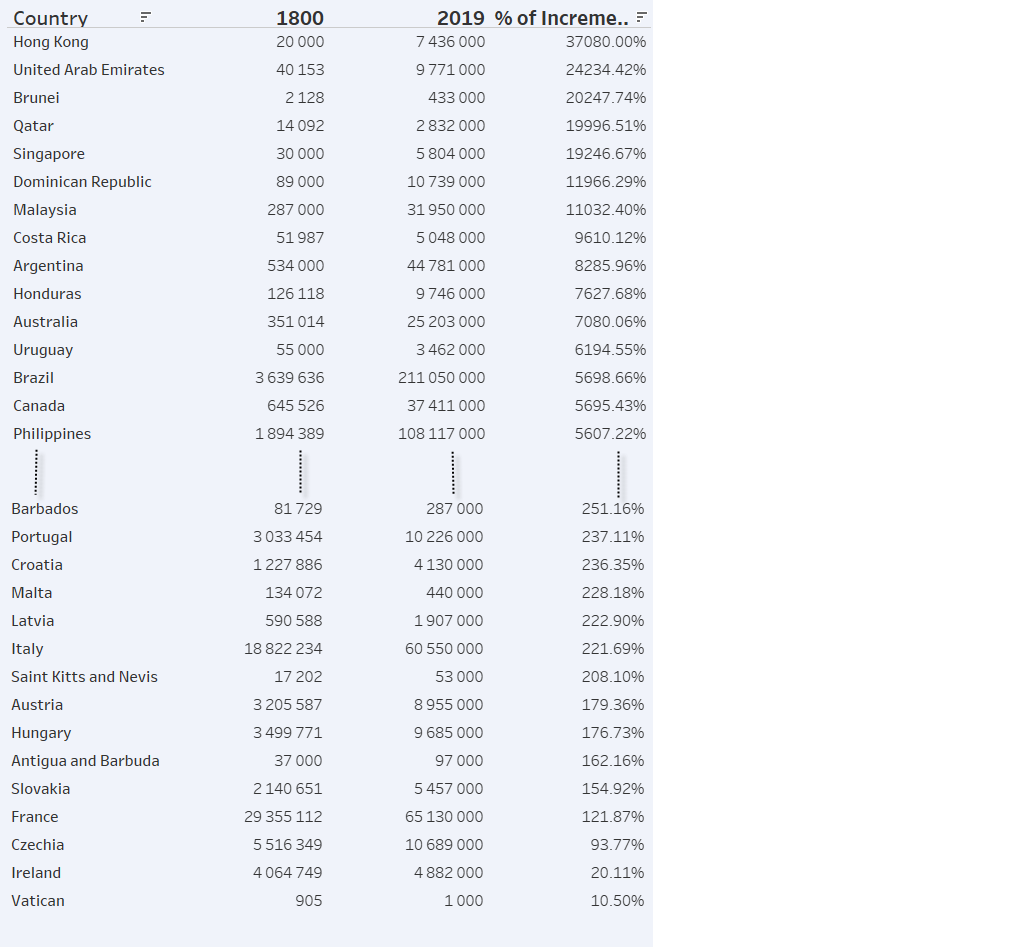 Country 1800 2019 % of Increme..
Hong Kong 20 000 7 436 000 37080.00%
United Arab Emirates 40 153 9 771 000 24234.42%
Brunei 2 128 433 000 20247.74%
Qatar 14 092 2 832 000 19996.51%
Singapore 30 000 5 804 000 19246.67%
Dominican Republic 89 000 10 739 000 11966.29%
Malaysia 287 000 31 950 000 11032.40%
Costa Rica 51 987 5 048 000 9610.12%
Argentina 534 000 44 781 000 8285.96%
Honduras 126 118 9 746 000 7627.68%
Australia 351 014 25 203 000 7080.06%
Uruguay 55 000 3 462 000 6194.55%
Brazil 3 639 636 211 050 000 5698.66%
Canada 645 526 37 411 000 5695.43%
Philippines 1 894 389 108 117 000 5607.22%
Barbados 81 729 287 000 251.16%
Portugal 3 033 454 10 226 000 237.11%
Croatia 1 227 886 4 130 000 236.35%
Malta 134 072 440 000 228.18%
Latvia 590 588 1 907 000 222.90%
Italy 18 822 234 60 550 000 221.69%
Saint Kitts and Nevis 17 202 53 000 208.10%
Austria 3 205 587 8 955 000 179.36%
Hungary 3 499 771 9 685 000 176.73%
Antigua and Barbuda 37 000 97 000 162.16%
Slovakia 2 140 651 5 457 000 154.92%
France 29 355 112 65 130 000 121.87%
Czechia 5 516 349 10 689 000 93.77%
Ireland 4 064 749 4 882 000 20.11%
Vatican 905 1 000 10.50%